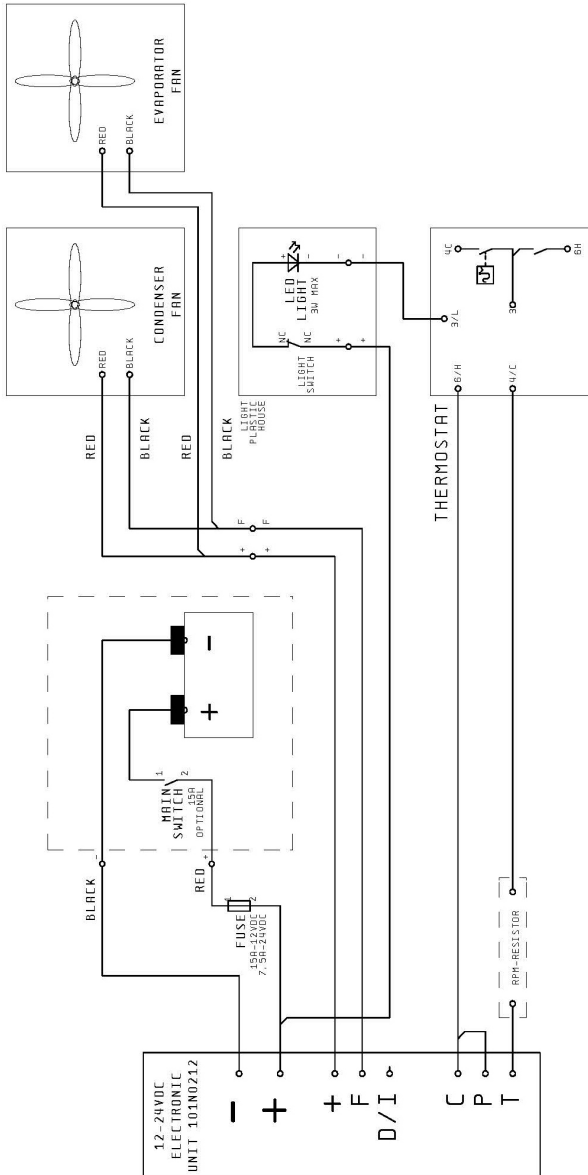 EVAPORATOR
FAN
RED
BLACK
CONDENSER
FAN
RED
BLACK
RED
BLACK
RED
BLACK
+
+
F
F
LED
LIGHT
3W MAX
+
-
-
-
NC
NC
LIGHT
SWITCH
+
+
LIGHT
PLASTIC
HOUSE
4C
6H
3
3/L
6/H
4/C
THERMOSTAT
-
+
MAIN
SWITCH
15A
OPTIONAL
1
2
BLACK
-
RED
+
FUSE
15A-12VDC
7.5A-24VDC
1
2
RPM-RESISTOR
12-24VDC
ELECTRONIC
UNIT 101N0212
-
+
+
F
D/I
C
P
T